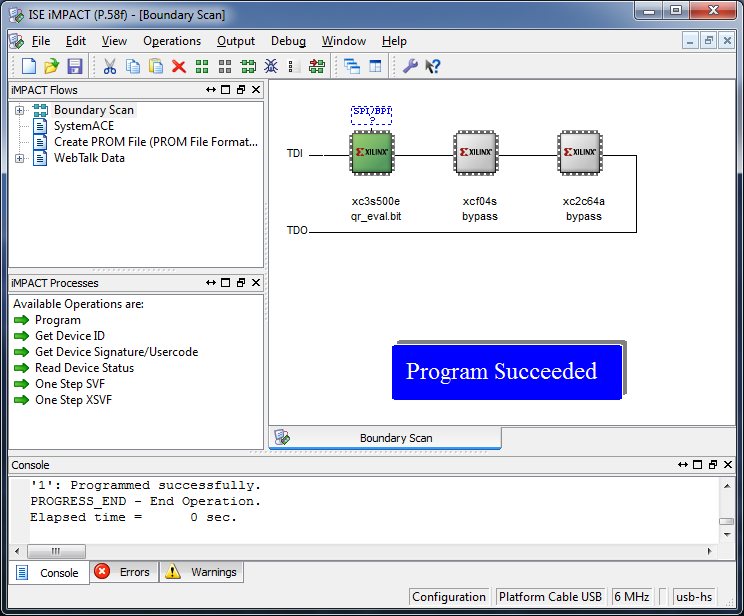 ISE iMPACT (P.58f) - [Boundary Scan]
File Edit View Operations Output Debug Window Help
iMPACT Flows
Boundary Scan
SystemACE
Create PROM File (PROM File Format...
WebTalk Data
SPI/BPI
?
TDI
XILINX XILINX XILINX
xc3s500e xcf04s xc2c64a
qr_eval.bit bypass bypass
TDO
iMPACT Processes
Available Operations are:
Program
Get Device ID
Get Device Signature/Usercode
Read Device Status
One Step SVF
One Step XSVF
Program Succeeded
Boundary Scan
Console
'1': Programmed successfully.
PROGRESS_END - End Operation.
Elapsed time = 0 sec.
Console Errors Warnings
Configuration Platform Cable USB 6 MHz usb-hs